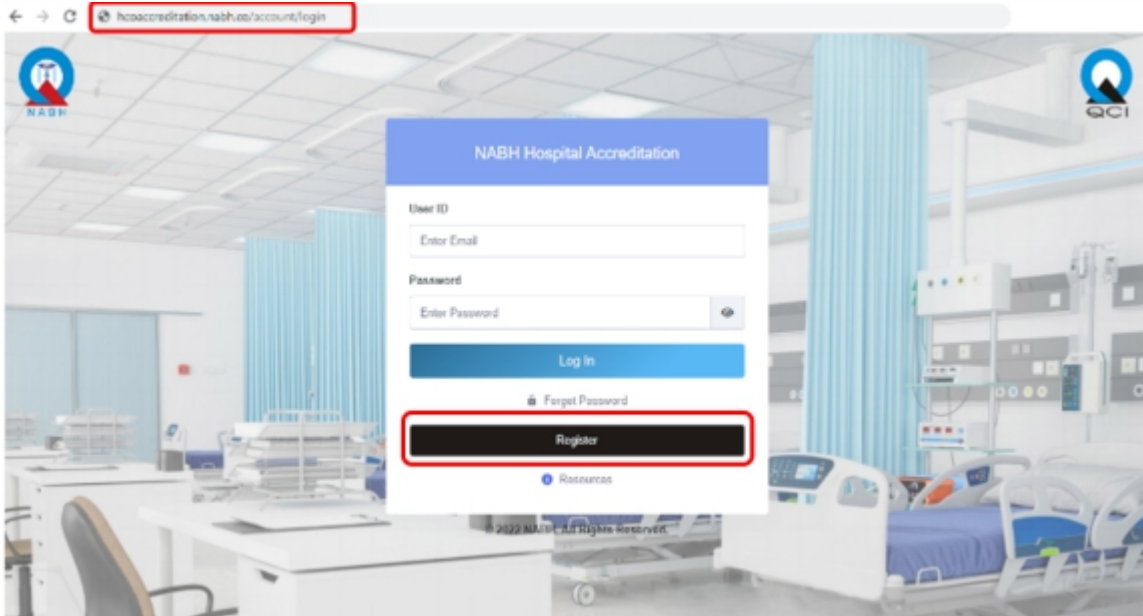 hcoaccreditation.nabh.co/account/login
NABH
QCI
NABH Hospital Accreditation
User ID
Enter Email
Password
Enter Password
Log In
Forget Password
Register
Resources
© 2022 NABH, All Rights Reserved.